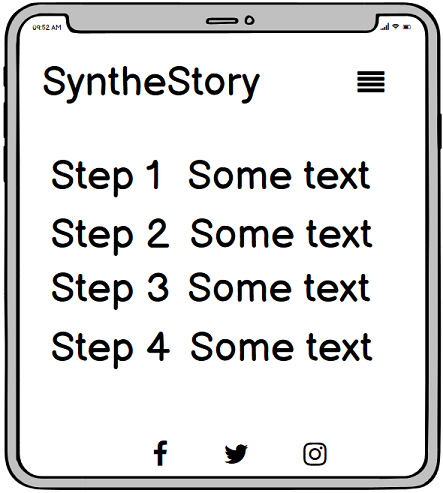 09:52 AM
SyntheStory
Step 1 Some text
Step 2 Some text
Step 3 Some text
Step 4 Some text